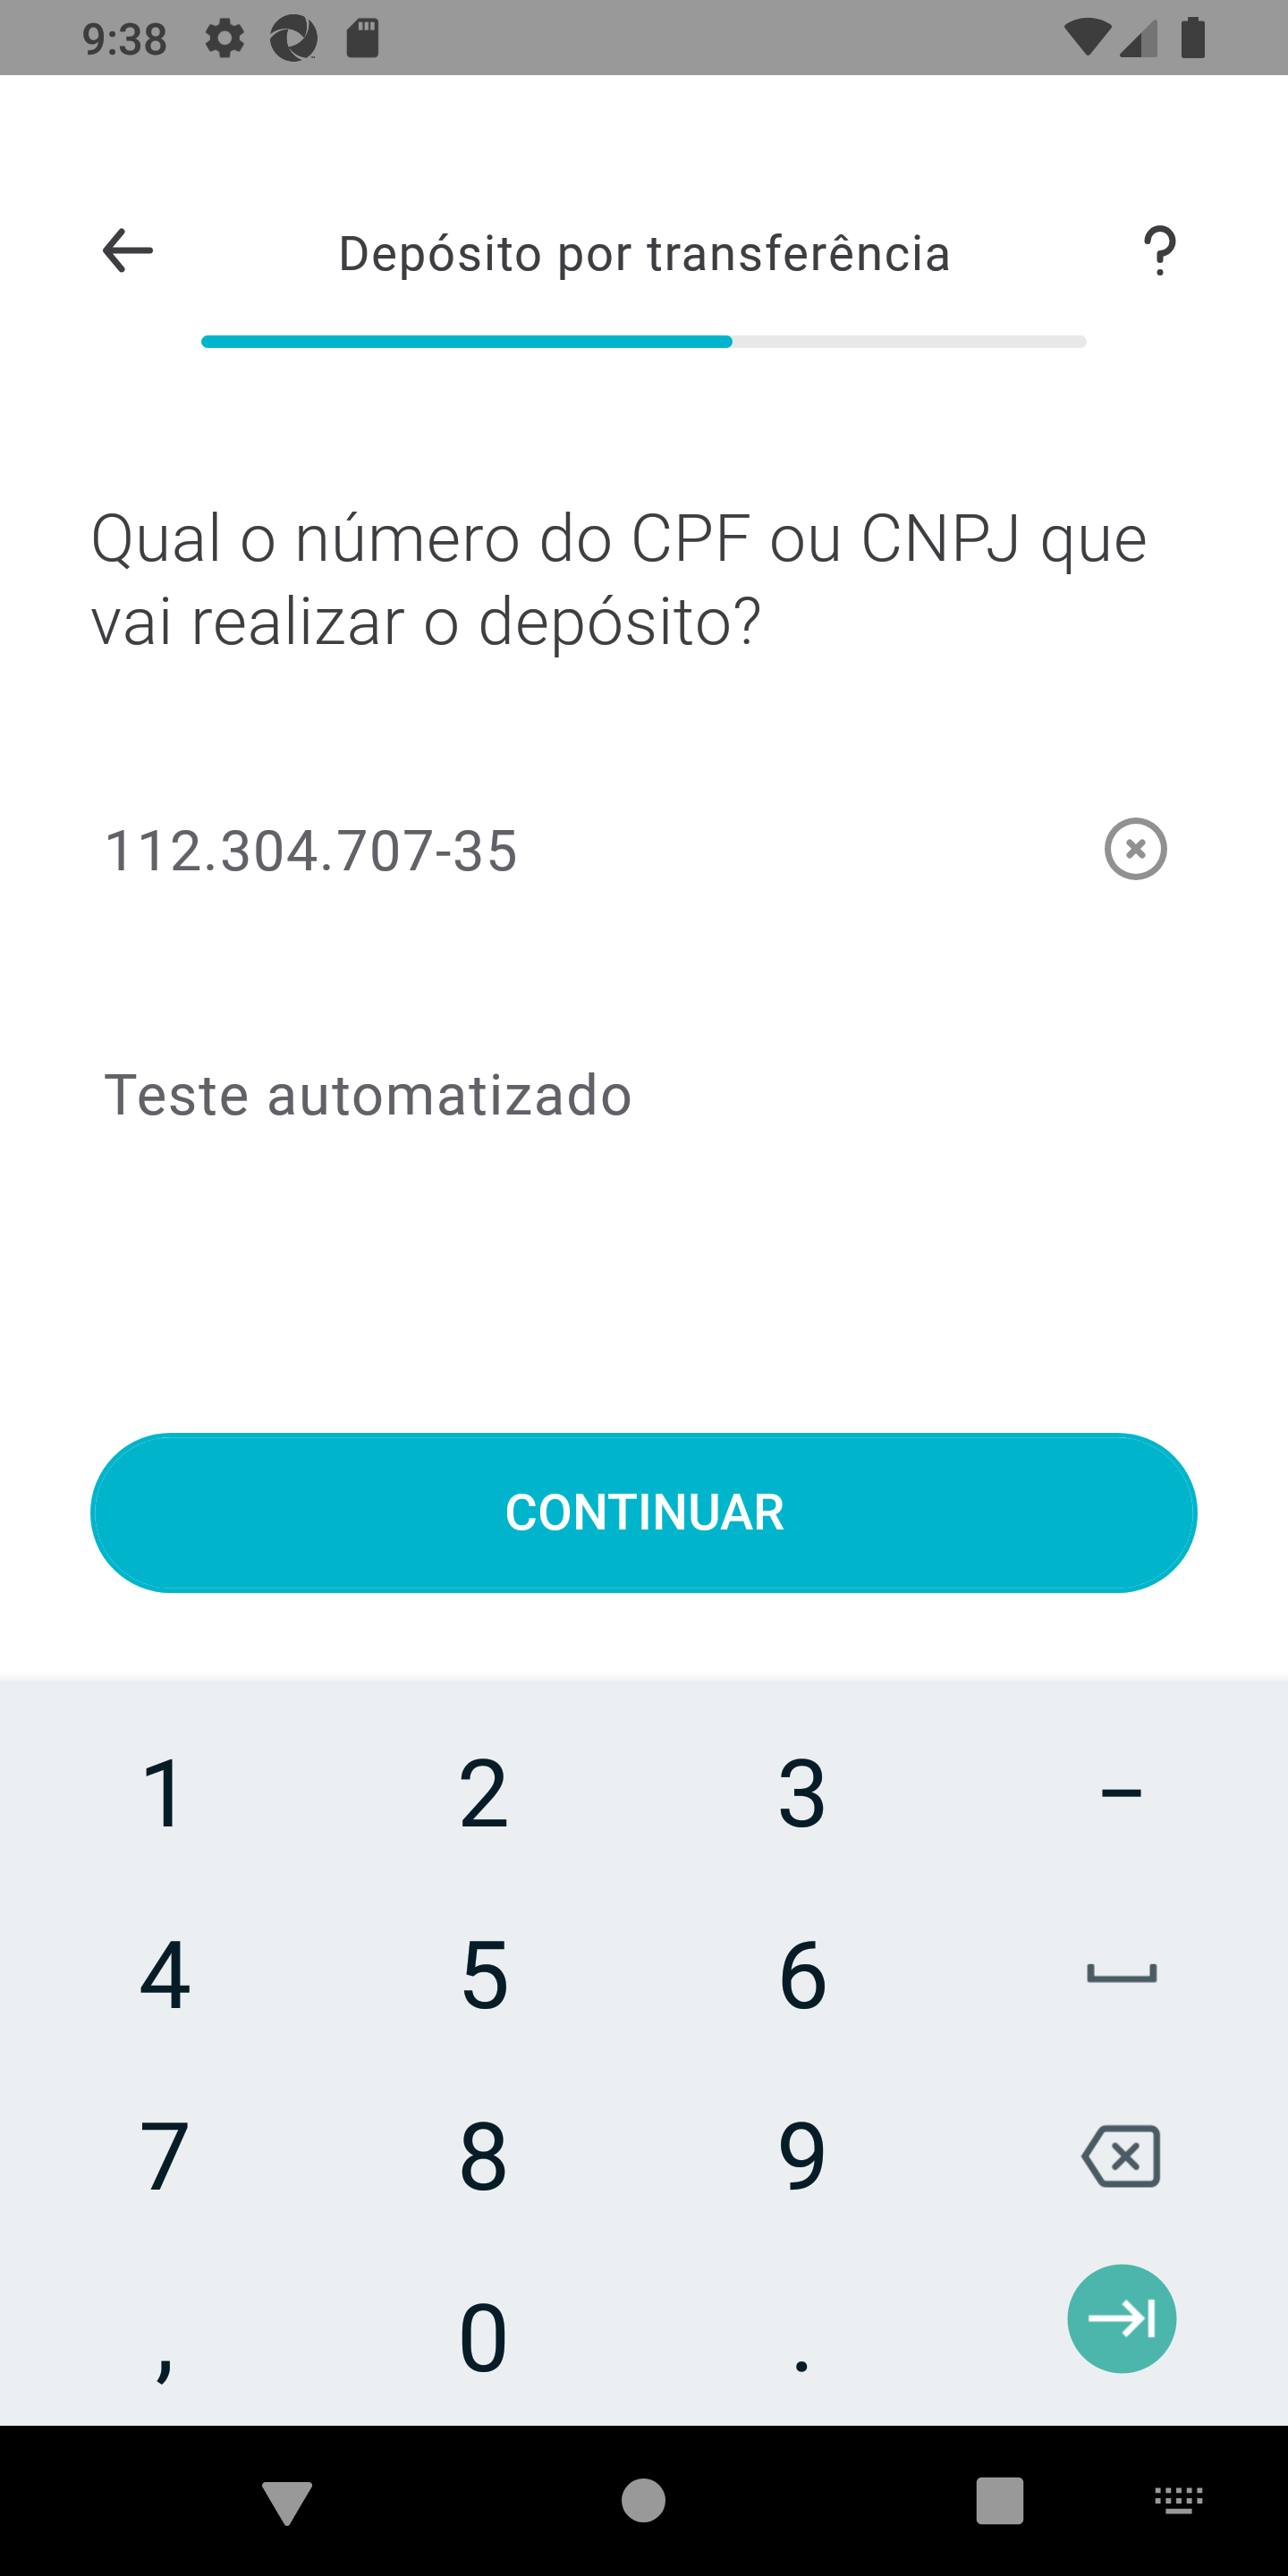 9:38
Depósito por transferência
Qual o número do CPF ou CNPJ que
vai realizar o depósito?
112.304.707-35
Teste automatizado
CONTINUAR
1 2 3 –
4 5 6
7 8 9
, 0 .